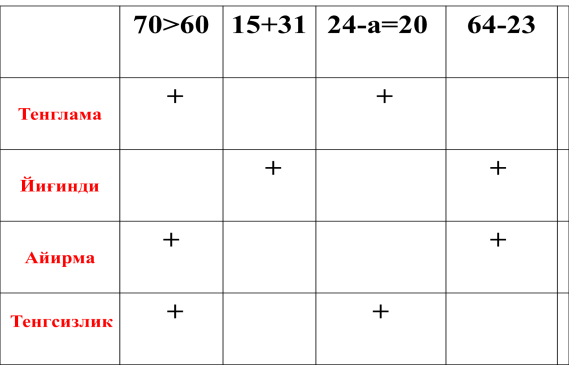 70>60 15+31 24-a=20 64-23
Тенглама + +
Йиғинди + +
Айирма + +
Тенгсизлик + +